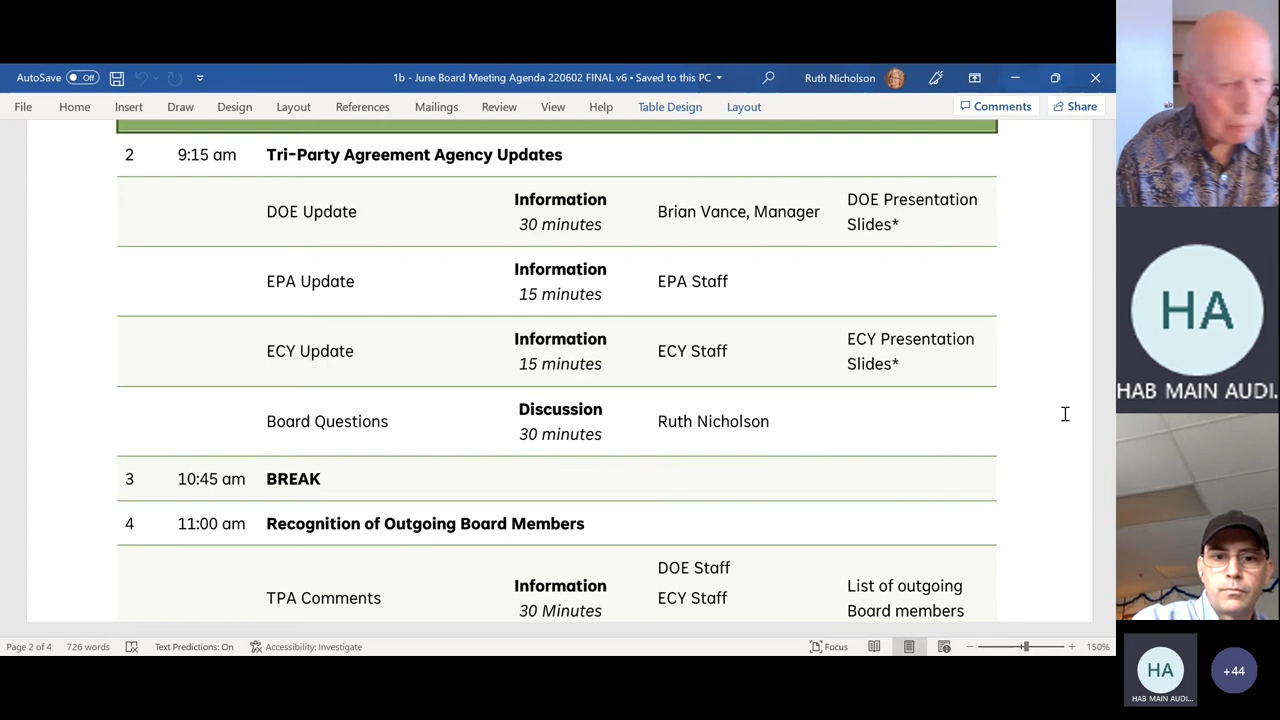 AutoSave Off 1b - June Board Meeting Agenda 220602 FINAL v6 • Saved to this PC Ruth Nicholson
File Home Insert Draw Design Layout References Mailings Review View Help Table Design Layout Comments Share
2 9:15 am Tri-Party Agreement Agency Updates
DOE Update Information 30 minutes Brian Vance, Manager DOE Presentation Slides*
EPA Update Information 15 minutes EPA Staff
ECY Update Information 15 minutes ECY Staff ECY Presentation Slides*
Board Questions Discussion 30 minutes Ruth Nicholson
3 10:45 am BREAK
4 11:00 am Recognition of Outgoing Board Members
TPA Comments Information 30 Minutes DOE Staff ECY Staff List of outgoing Board members
Page 2 of 4 726 words Text Predictions: On Accessibility: Investigate Focus 150%
HA
HAB MAIN AUDI...
HA
HAB MAIN AUDI...
+44